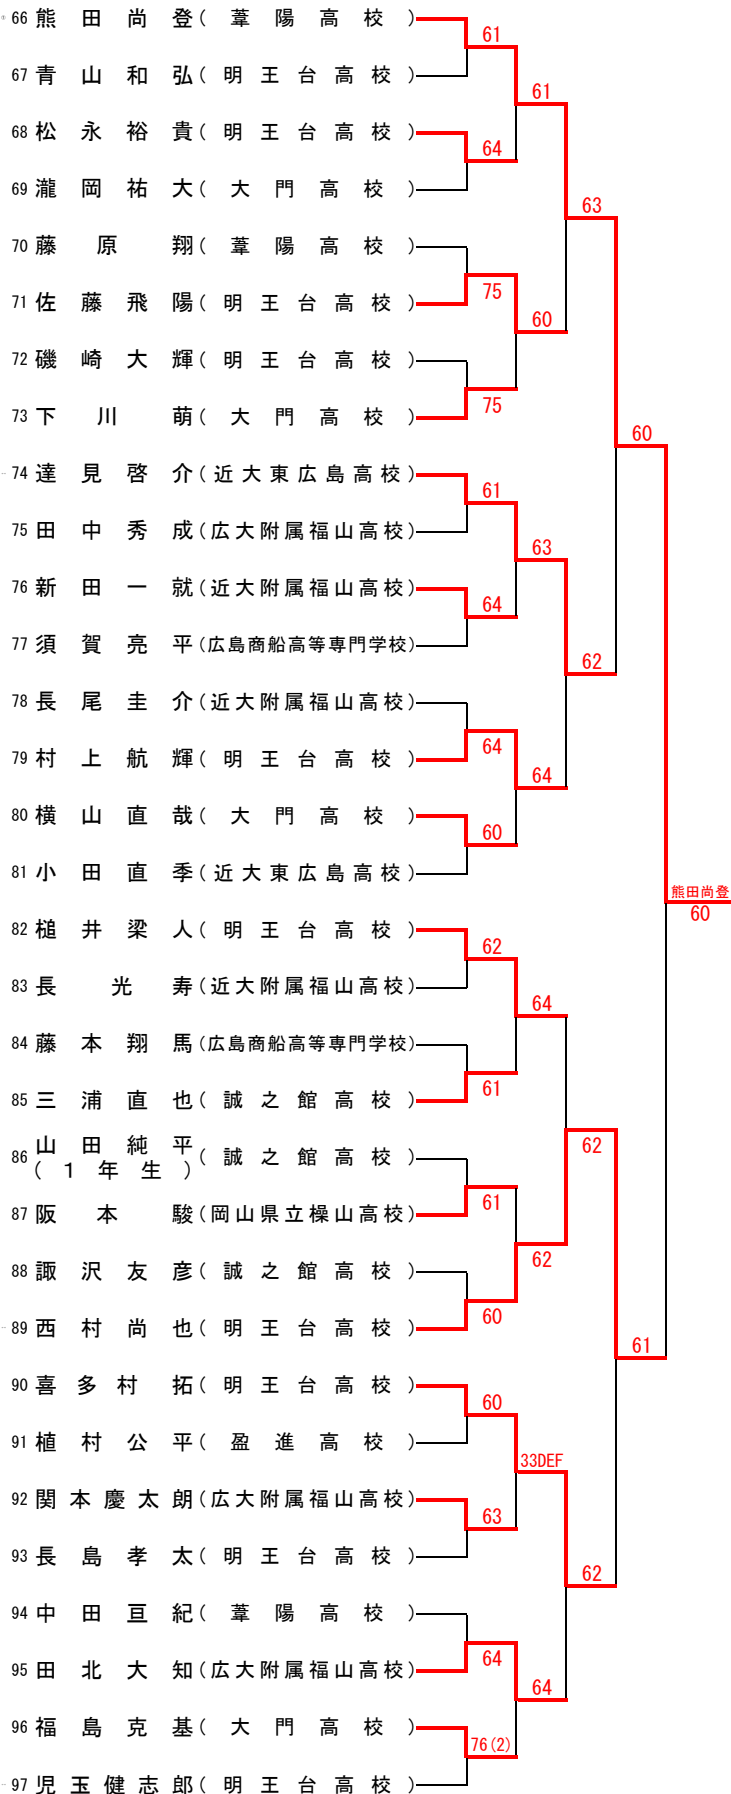 66 熊田尚登(葦陽高校)
61
67 青山和弘(明王台高校)
61
68 松永裕貴(明王台高校)
64
69 瀧岡祐大(大門高校)
63
70 藤原翔(葦陽高校)
75
71 佐藤飛陽(明王台高校)
60
72 磯崎大輝(明王台高校)
75
73 下川萌(大門高校)
60
74 達見啓介(近大東広島高校)
61
75 田中秀成(広大附属福山高校)
63
76 新田一就(近大附属福山高校)
64
77 須賀亮平(広島商船高等専門学校)
62
78 長尾圭介(近大附属福山高校)
64
79 村上航輝(明王台高校)
64
80 横山直哉(大門高校)
60
81 小田直季(近大東広島高校)
熊田尚登
60
82 槌井梁人(明王台高校)
62
83 長光寿(近大附属福山高校)
64
84 藤本翔馬(広島商船高等専門学校)
61
85 三浦直也(誠之館高校)
62
86 山田純平(1年生)(誠之館高校)
61
87 阪本駿(岡山県立操山高校)
62
88 諏沢友彦(誠之館高校)
60
89 西村尚也(明王台高校)
61
90 喜多村拓(明王台高校)
60
91 植村公平(盈進高校)
33DEF
92 関本慶太朗(広大附属福山高校)
63
93 長島孝太(明王台高校)
62
94 中田亘紀(葦陽高校)
64
95 田北大知(広大附属福山高校)
64
96 福島克基(大門高校)
76(2)
97 児玉健志郎(明王台高校)